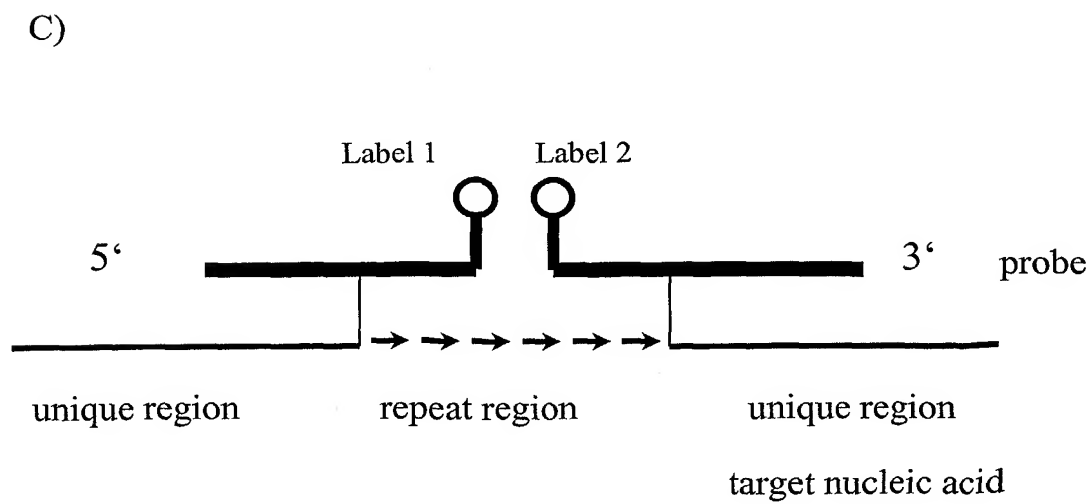 C)
Label 1 Label 2
5‘ 3‘ probe
unique region repeat region unique region
target nucleic acid